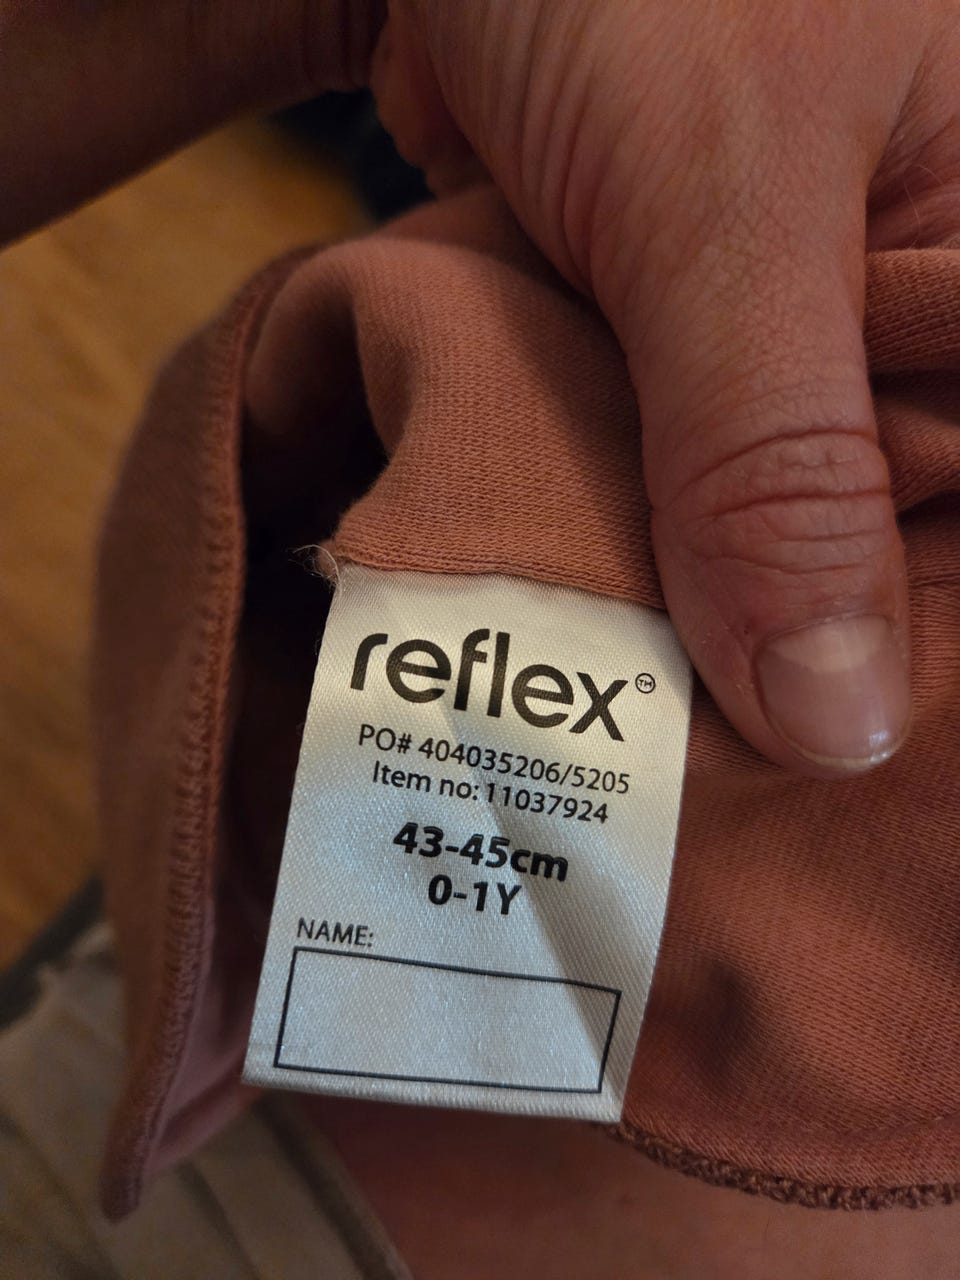 reflex™
PO# 404035206/5205
Item no: 11037924
43-45cm
0-1Y
NAME: